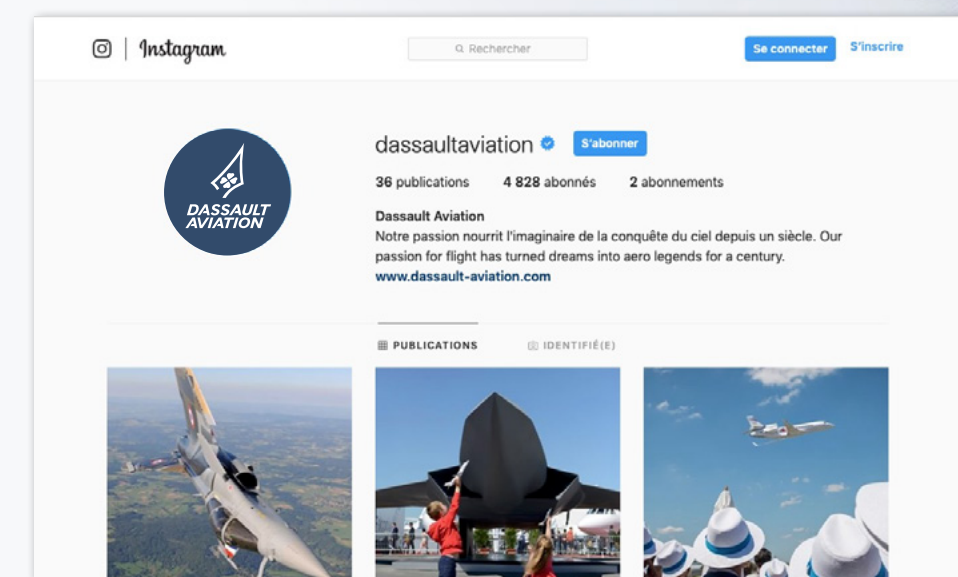 Instagram
Rechercher
Se connecter
S'inscrire
dassaultaviation
S'abonner
36 publications 4 828 abonnés 2 abonnements
DASSAULT
AVIATION
Dassault Aviation
Notre passion nourrit l'imaginaire de la conquête du ciel depuis un siècle. Our
passion for flight has turned dreams into aero legends for a century.
www.dassault-aviation.com
PUBLICATIONS
IDENTIFIÉ(E)